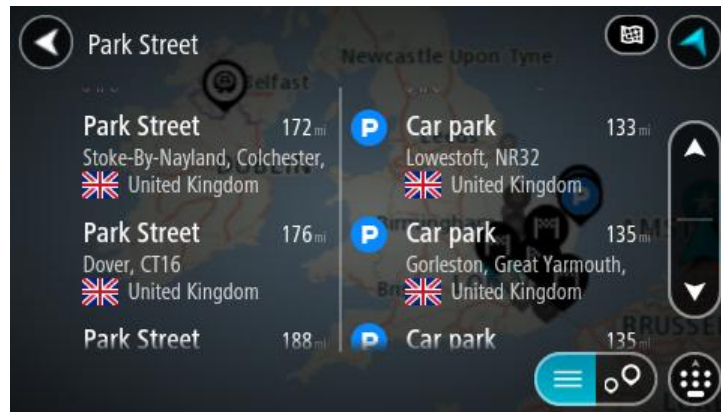 Park Street
Newcastle Upon Tyne
Belfast
Park Street 172 mi
Stoke-By-Nayland, Colchester,
United Kingdom
Park Street 176 mi
Dover, CT16
United Kingdom
Park Street 188 mi
P Car park 133 mi
Lowestoft, NR32
United Kingdom
P Car park 135 mi
Gorleston, Great Yarmouth,
United Kingdom
P Car park 135 mi
DUBLIN
Birmingham
P